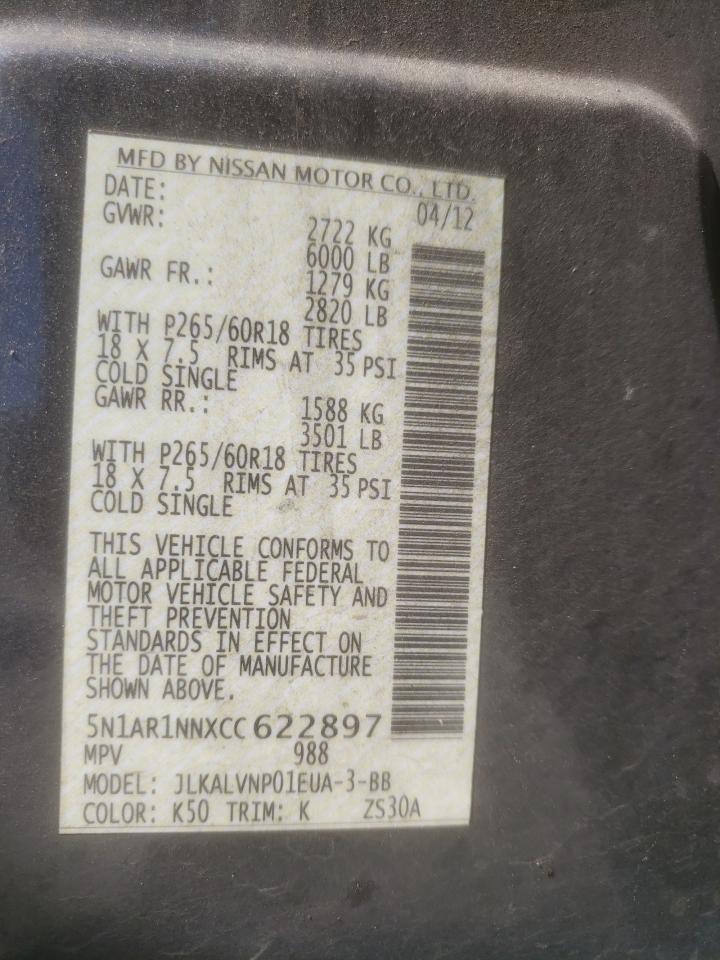 MFD BY NISSAN MOTOR CO., LTD.
DATE: 04/12
GVWR: 2722 KG
6000 LB
GAWR FR.: 1279 KG
2820 LB
WITH P265/60R18 TIRES
18 X 7.5 RIMS AT 35 PSI
COLD SINGLE
GAWR RR.: 1588 KG
3501 LB
WITH P265/60R18 TIRES
18 X 7.5 RIMS AT 35 PSI
COLD SINGLE
THIS VEHICLE CONFORMS TO
ALL APPLICABLE FEDERAL
MOTOR VEHICLE SAFETY AND
THEFT PREVENTION
STANDARDS IN EFFECT ON
THE DATE OF MANUFACTURE
SHOWN ABOVE.
5N1AR1NNXCC622897
MPV 988
MODEL: JLKALVNP01EUA-3-BB
COLOR: K50 TRIM: K ZS30A